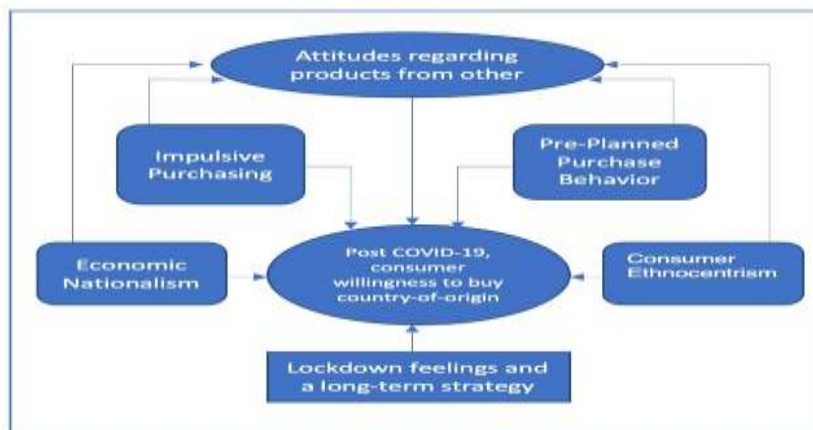 Attitudes regarding
products from other
Impulsive
Purchasing
Pre-Planned
Purchase
Behavior
Economic
Nationalism
Post COVID-19,
consumer
willingness to buy
country-of-origin
Consumer
Ethnocentrism
Lockdown feelings and
a long-term strategy